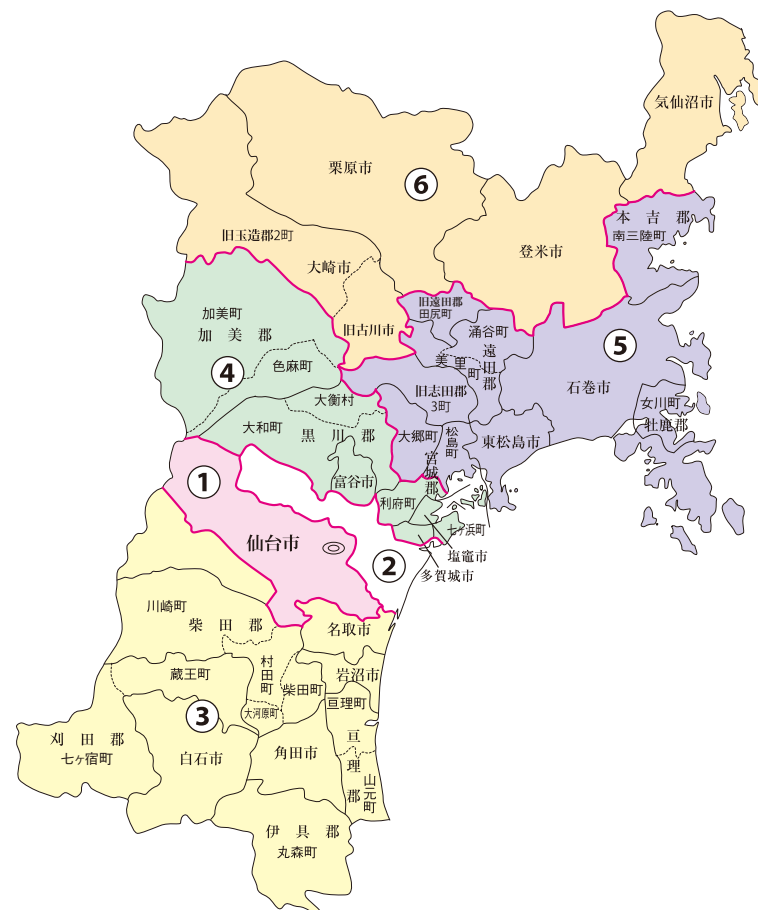 気仙沼市
栗原市
⑥
本吉郡
南三陸町
旧玉造郡2町
登米市
大崎市
旧遠田郡
田尻町
加美町
加美郡
旧古川市
涌谷町
遠田郡
美里町
⑤
色麻町
④
石巻市
旧志田郡
3町
大衡村
女川町
牡鹿郡
大和町
黒川郡
大郷町
松島町
東松島市
宮城郡
①
富谷市
利府町
七ヶ浜町
仙台市
塩竈市
②
多賀城市
川崎町
柴田郡
名取市
村田町
蔵王町
岩沼市
柴田町
亘理町
大河原町
③
刈田郡
七ヶ宿町
白石市
角田市
亘理郡
山元町
伊具郡
丸森町